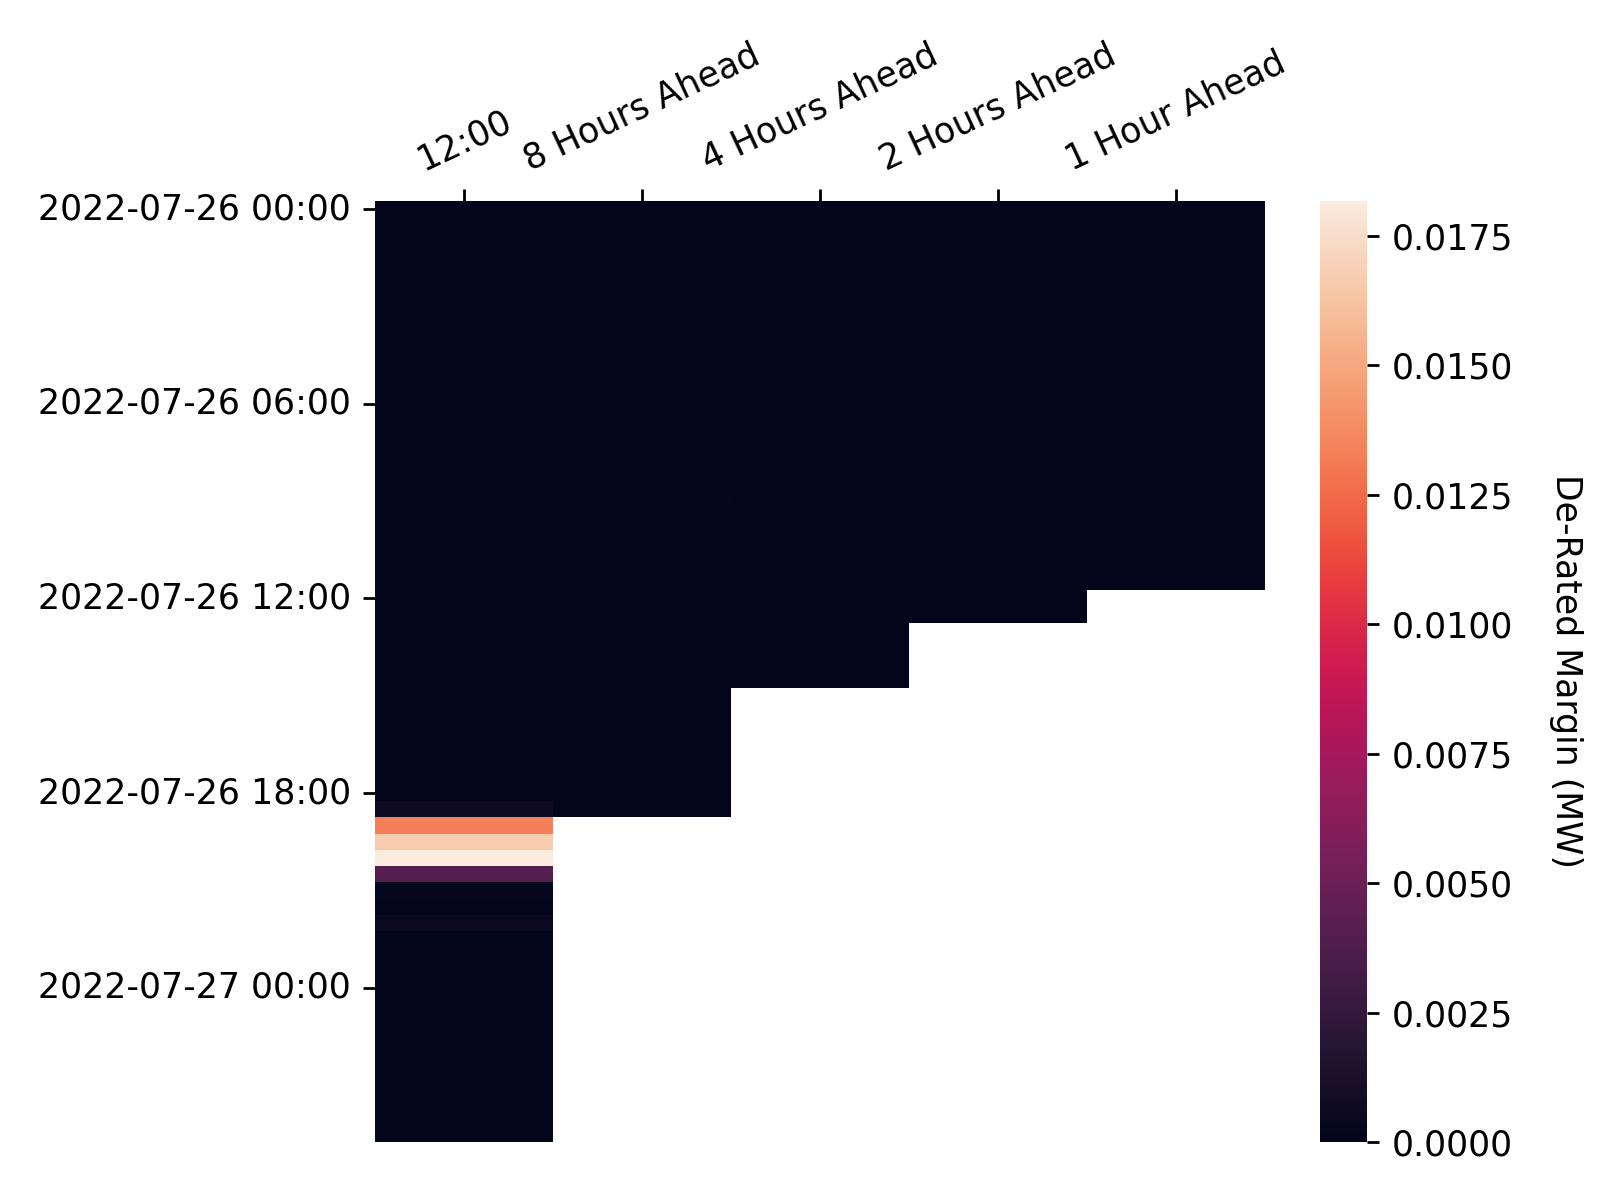 12:00
8 Hours Ahead
4 Hours Ahead
2 Hours Ahead
1 Hour Ahead
2022-07-26 00:00
2022-07-26 06:00
2022-07-26 12:00
2022-07-26 18:00
2022-07-27 00:00
0.0175
0.0150
0.0125
0.0100
0.0075
0.0050
0.0025
0.0000
De-Rated Margin (MW)